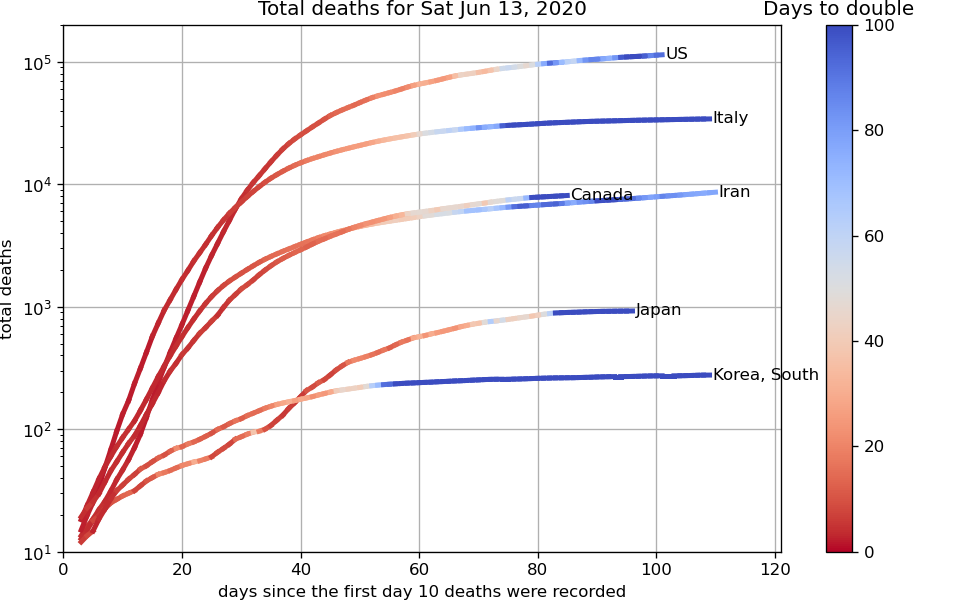 Total deaths for Sat Jun 13, 2020
Days to double
10^5
10^4
10^3
10^2
10^1
total deaths
US
Italy
Canada
Iran
Japan
Korea, South
0 20 40 60 80 100 120
days since the first day 10 deaths were recorded
100
80
60
40
20
0